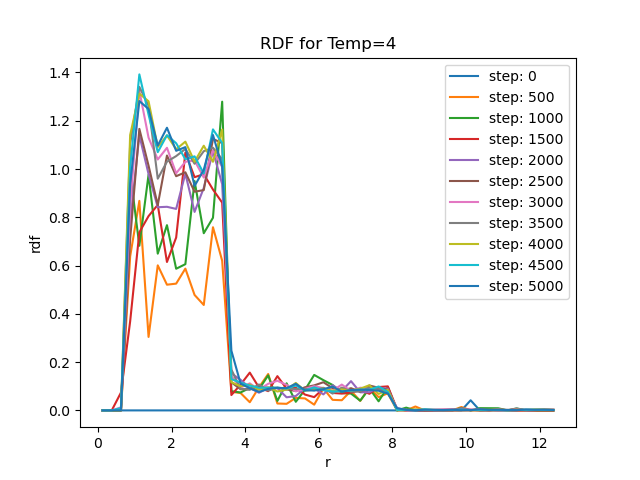 RDF for Temp=4
rdf
1.4
1.2
1.0
0.8
0.6
0.4
0.2
0.0
step: 0
step: 500
step: 1000
step: 1500
step: 2000
step: 2500
step: 3000
step: 3500
step: 4000
step: 4500
step: 5000
0 2 4 6 8 10 12
r